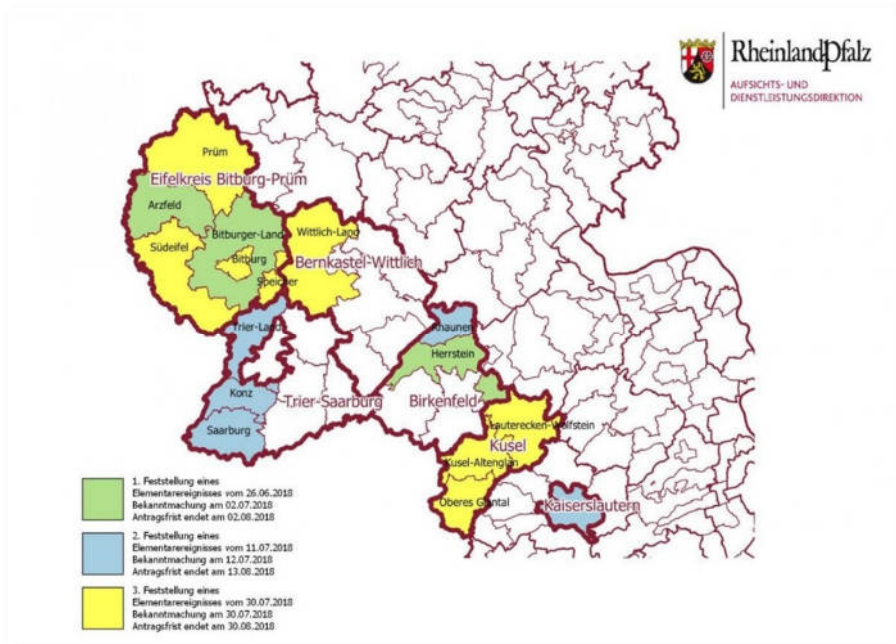 RheinlandPfalz
AUFSICHTS- UND
DIENSTLEISTUNGSDIREKTION
Prüm
Eifelkreis Bitburg-Prüm
Arzfeld
Bitburger-Land
Wittlich-Land
Südeifel
Bitburg
Bernkastel-Wittlich
Speicher
Trier-Land
Rhaunen
Herrstein
Konz
Trier-Saarburg
Birkenfeld
Saarburg
Lauterecken-Wolfstein
Kusel
Kusel-Altenglan
Oberes Glantal
Kaiserslautern
1. Feststellung eines
Elementarereignisses vom 26.06.2018
Bekanntmachung am 02.07.2018
Antragsfrist endet am 02.08.2018
2. Feststellung eines
Elementarereignisses vom 11.07.2018
Bekanntmachung am 12.07.2018
Antragsfrist endet am 13.08.2018
3. Feststellung eines
Elementarereignisses vom 30.07.2018
Bekanntmachung am 30.07.2018
Antragsfrist endet am 30.08.2018